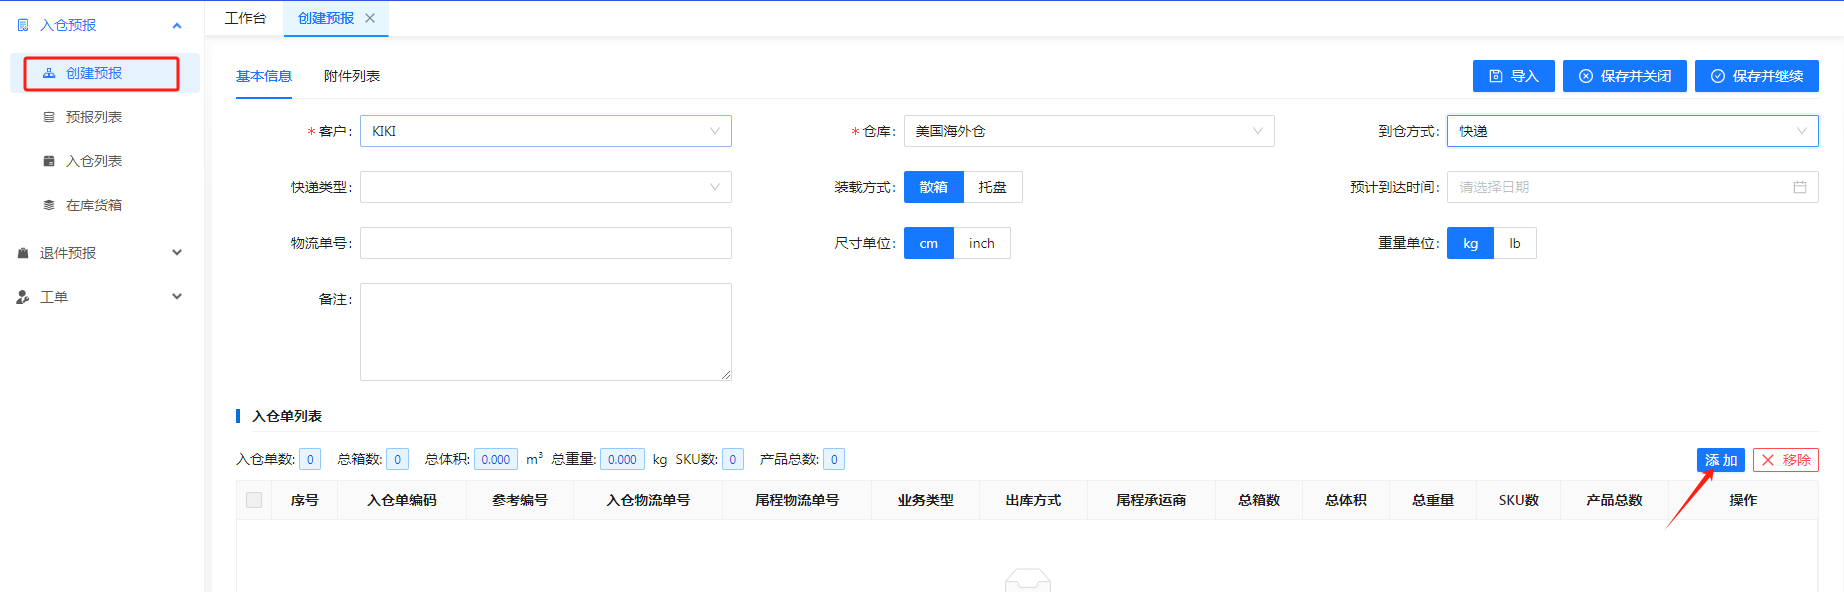 入仓预报
创建预报
预报列表
入仓列表
在库货箱
退件预报
工单
工作台 创建预报
基本信息 附件列表 导入 保存并关闭 保存并继续
* 客户: KIKI * 仓库: 美国海外仓 到仓方式: 快递
快递类型: 装载方式: 散箱 托盘 预计到达时间: 请选择日期
物流单号: 尺寸单位: cm inch 重量单位: kg lb
备注:
入仓单列表
入仓单数: 0 总箱数: 0 总体积: 0.000 m³ 总重量: 0.000 kg SKU数: 0 产品总数: 0 添加 移除
序号 入仓单编码 参考编号 入仓物流单号 尾程物流单号 业务类型 出库方式 尾程承运商 总箱数 总体积 总重量 SKU数 产品总数 操作